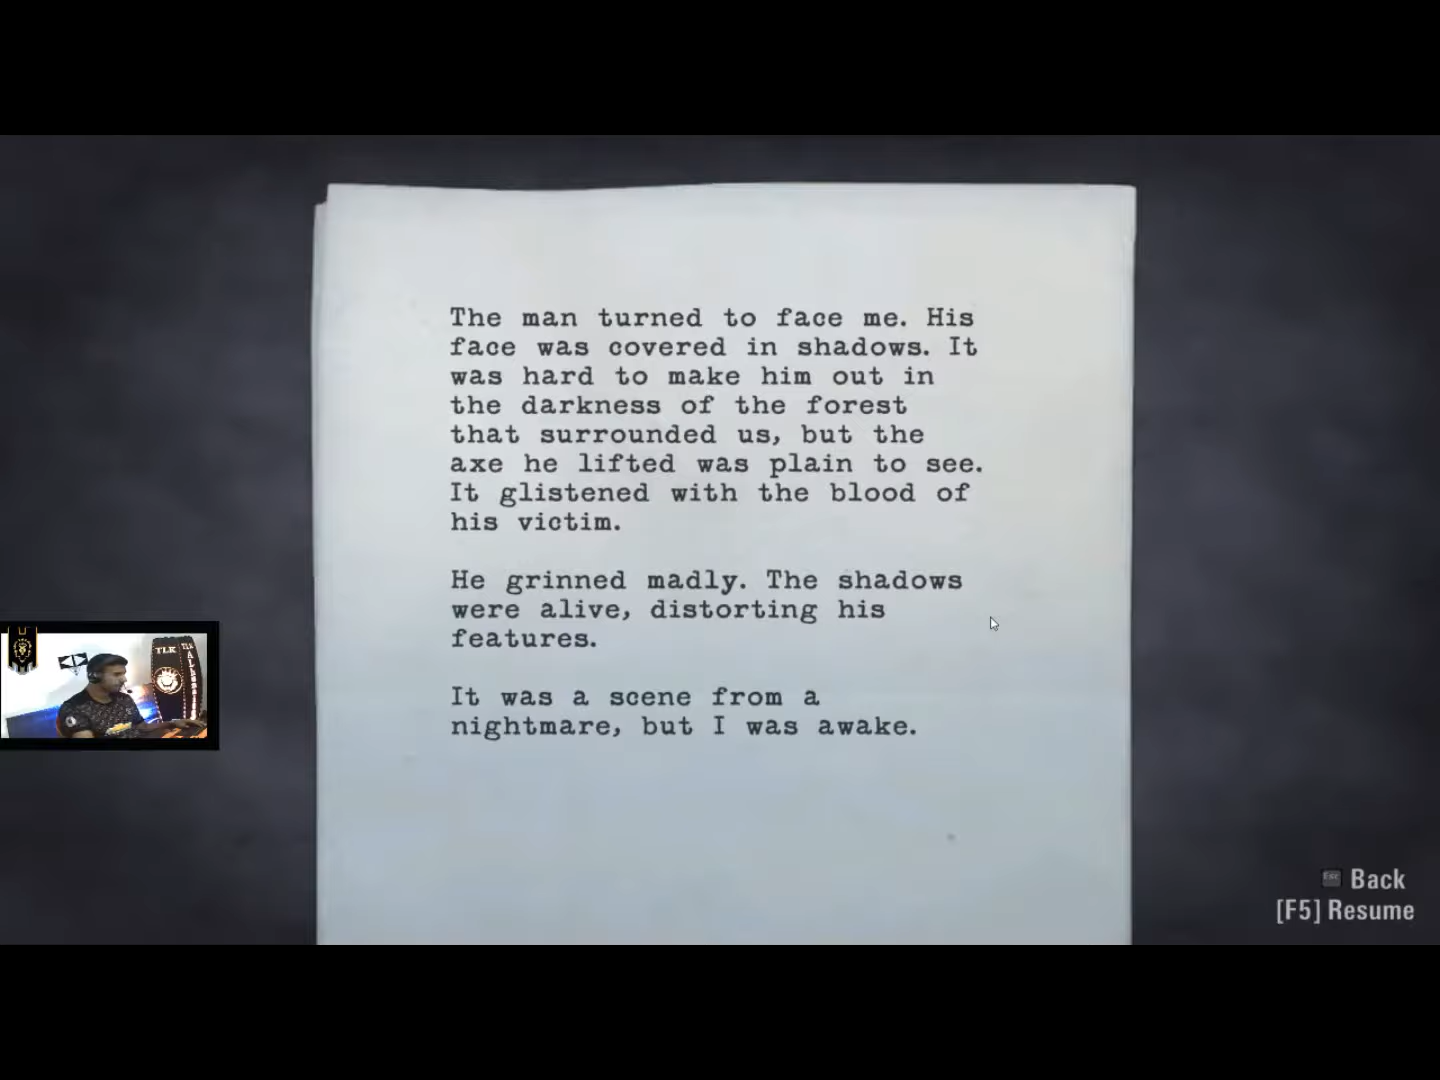 The man turned to face me. His
face was covered in shadows. It
was hard to make him out in
the darkness of the forest
that surrounded us, but the
axe he lifted was plain to see.
It glistened with the blood of
his victim.
He grinned madly. The shadows
were alive, distorting his
features.
It was a scene from a
nightmare, but I was awake.
TLK
TLK
Esc Back
[F5] Resume